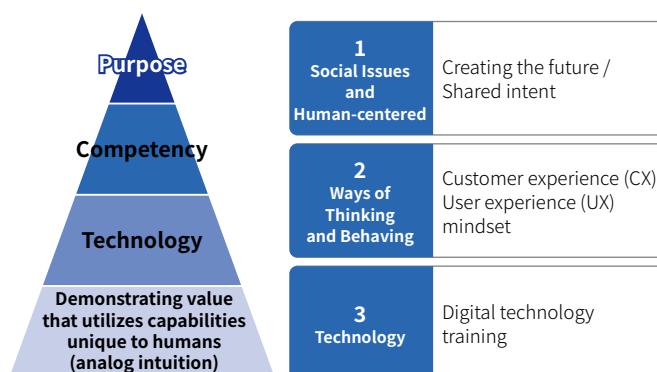 Purpose
Competency
Technology
Demonstrating value
that utilizes capabilities
unique to humans
(analog intuition)
1
Social Issues
and
Human-centered
Creating the future /
Shared intent
2
Ways of
Thinking
and Behaving
Customer experience (CX)
User experience (UX)
mindset
3
Technology
Digital technology
training